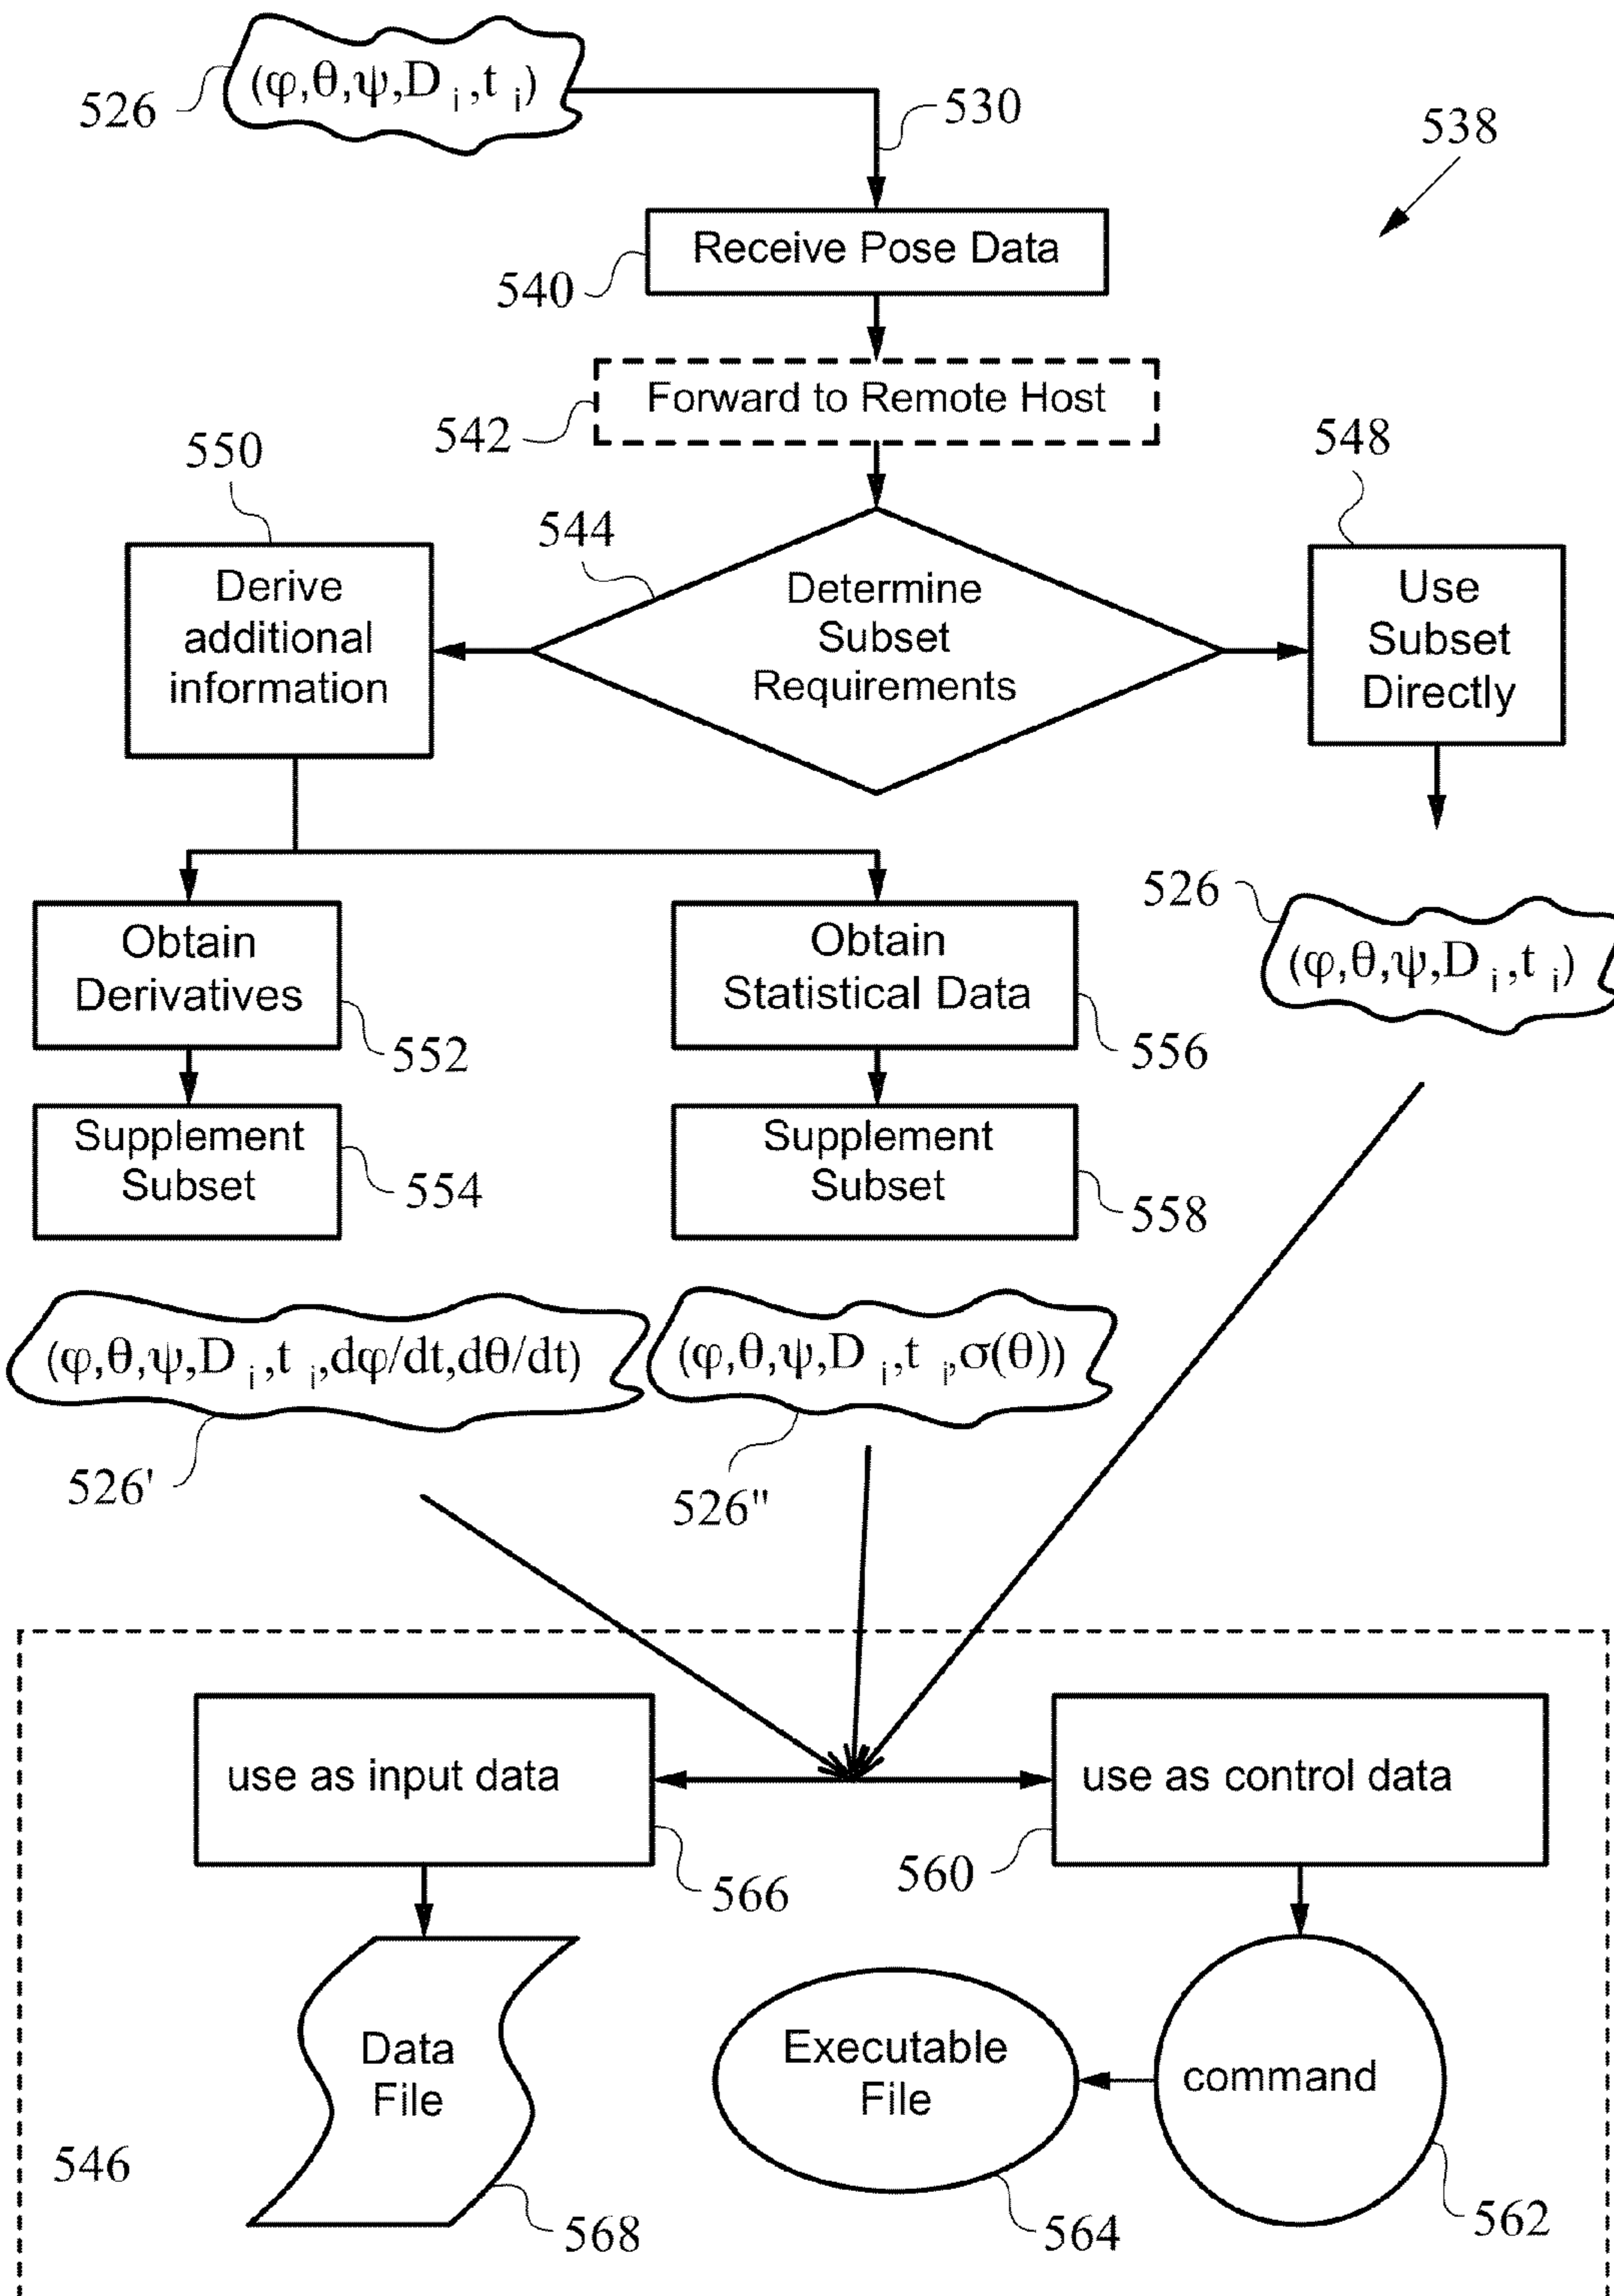 (φ,θ,ψ,D i,t i)
526
530
538
Receive Pose Data
540
Forward to Remote Host
542
550
548
544
Derive
additional
information
Determine
Subset
Requirements
Use
Subset
Directly
526
(φ,θ,ψ,D i,t i)
Obtain
Derivatives
552
Obtain
Statistical Data
556
Supplement
Subset
554
Supplement
Subset
558
(φ,θ,ψ,D i,t i,dφ/dt,dθ/dt)
(φ,θ,ψ,D i,t i,σ(θ))
526'
526"
use as input data
use as control data
566
560
Data
File
Executable
File
command
546
568
564
562